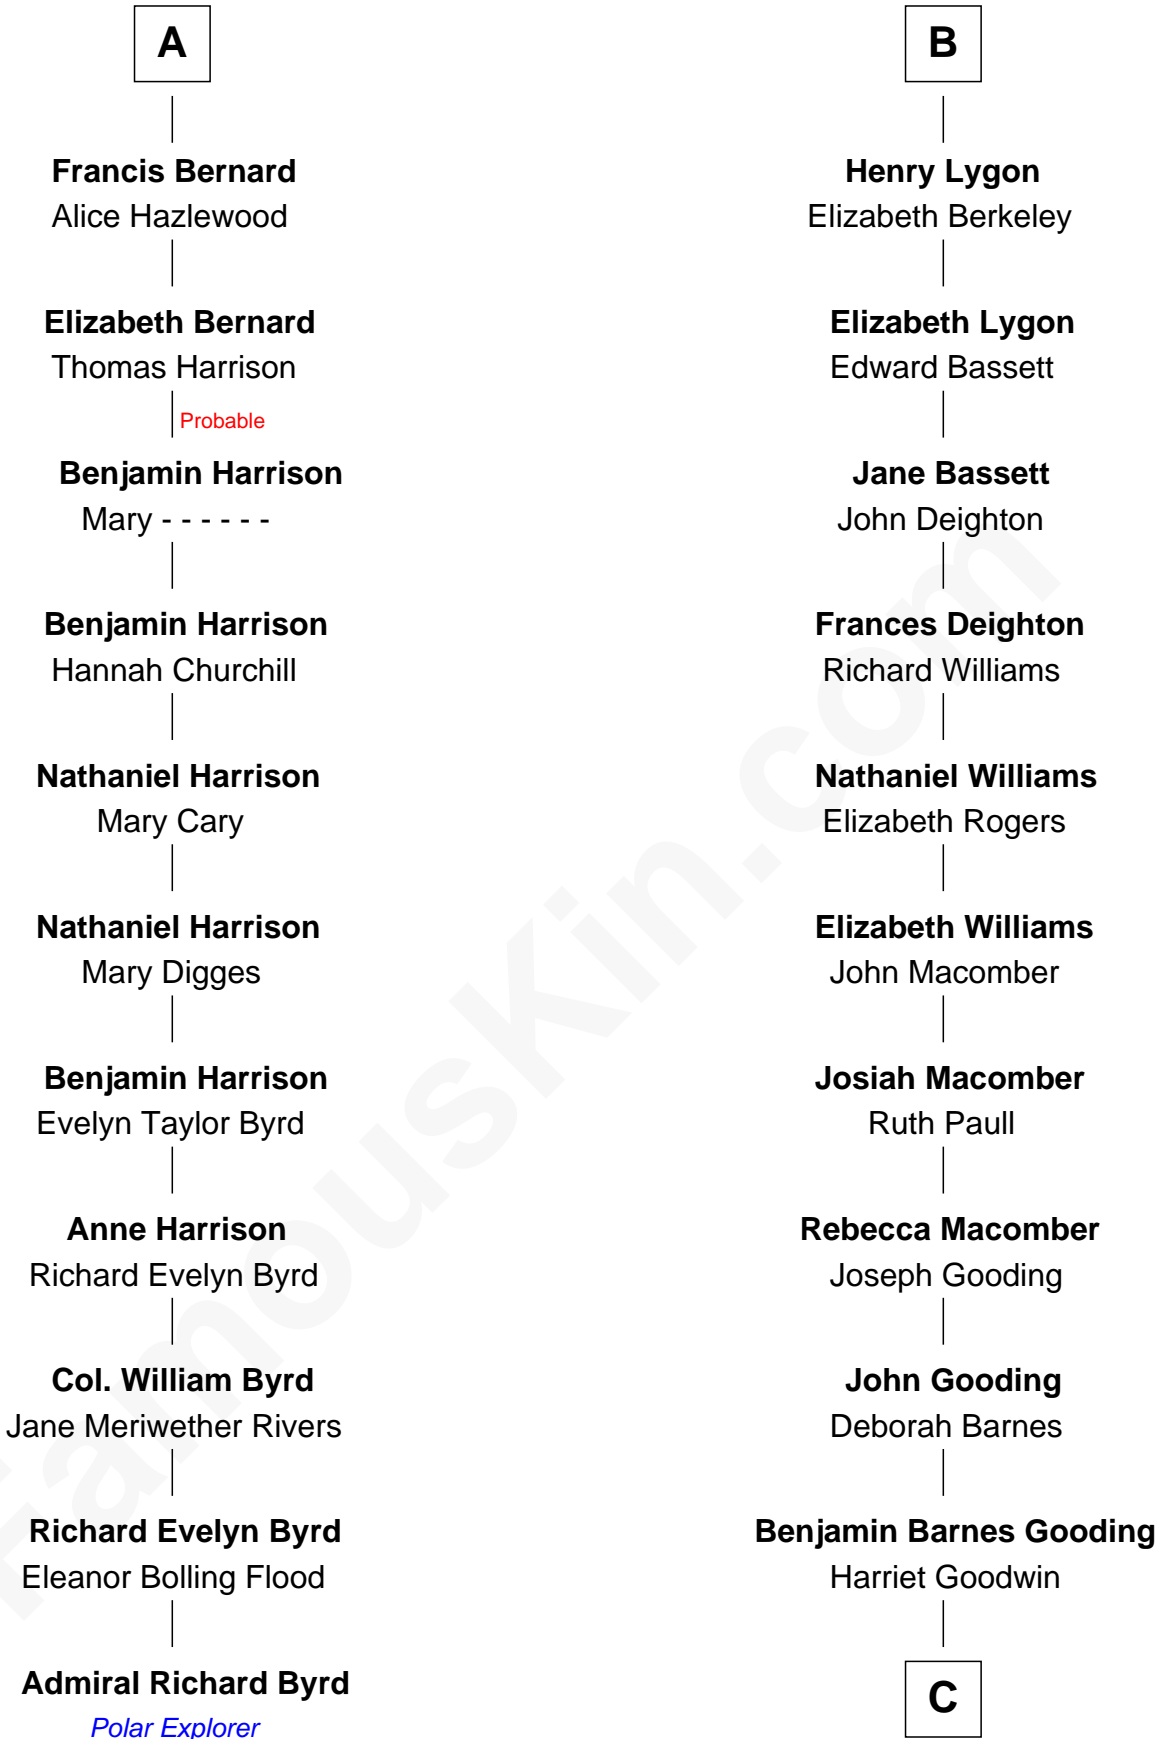 A
Francis Bernard
Alice Hazlewood
Elizabeth Bernard
Thomas Harrison
Probable
Benjamin Harrison
Mary - - - - - -
Benjamin Harrison
Hannah Churchill
Nathaniel Harrison
Mary Cary
Nathaniel Harrison
Mary Digges
Benjamin Harrison
Evelyn Taylor Byrd
Anne Harrison
Richard Evelyn Byrd
Col. William Byrd
Jane Meriwether Rivers
Richard Evelyn Byrd
Eleanor Bolling Flood
Admiral Richard Byrd
Polar Explorer
B
Henry Lygon
Elizabeth Berkeley
Elizabeth Lygon
Edward Bassett
Jane Bassett
John Deighton
Frances Deighton
Richard Williams
Nathaniel Williams
Elizabeth Rogers
Elizabeth Williams
John Macomber
Josiah Macomber
Ruth Paull
Rebecca Macomber
Joseph Gooding
John Gooding
Deborah Barnes
Benjamin Barnes Gooding
Harriet Goodwin
C
FamousKin.com